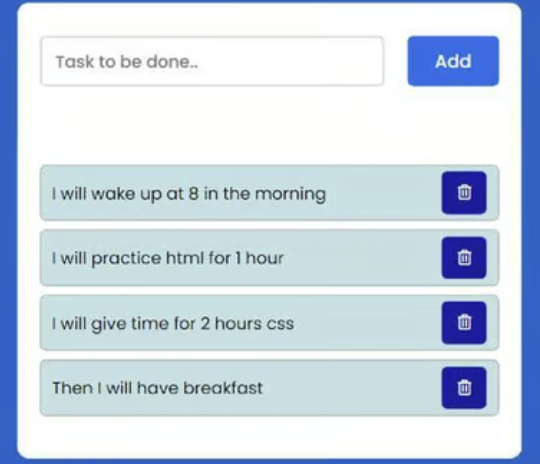 Task to be done..
Add
I will wake up at 8 in the morning
I will practice html for 1 hour
I will give time for 2 hours css
Then I will have breakfast